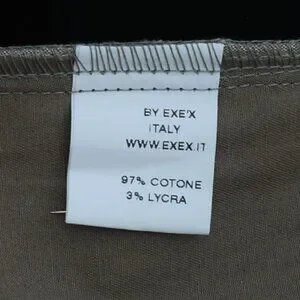 BY EXE'X
ITALY
WWW.EXEX.IT
97% COTONE
3% LYCRA